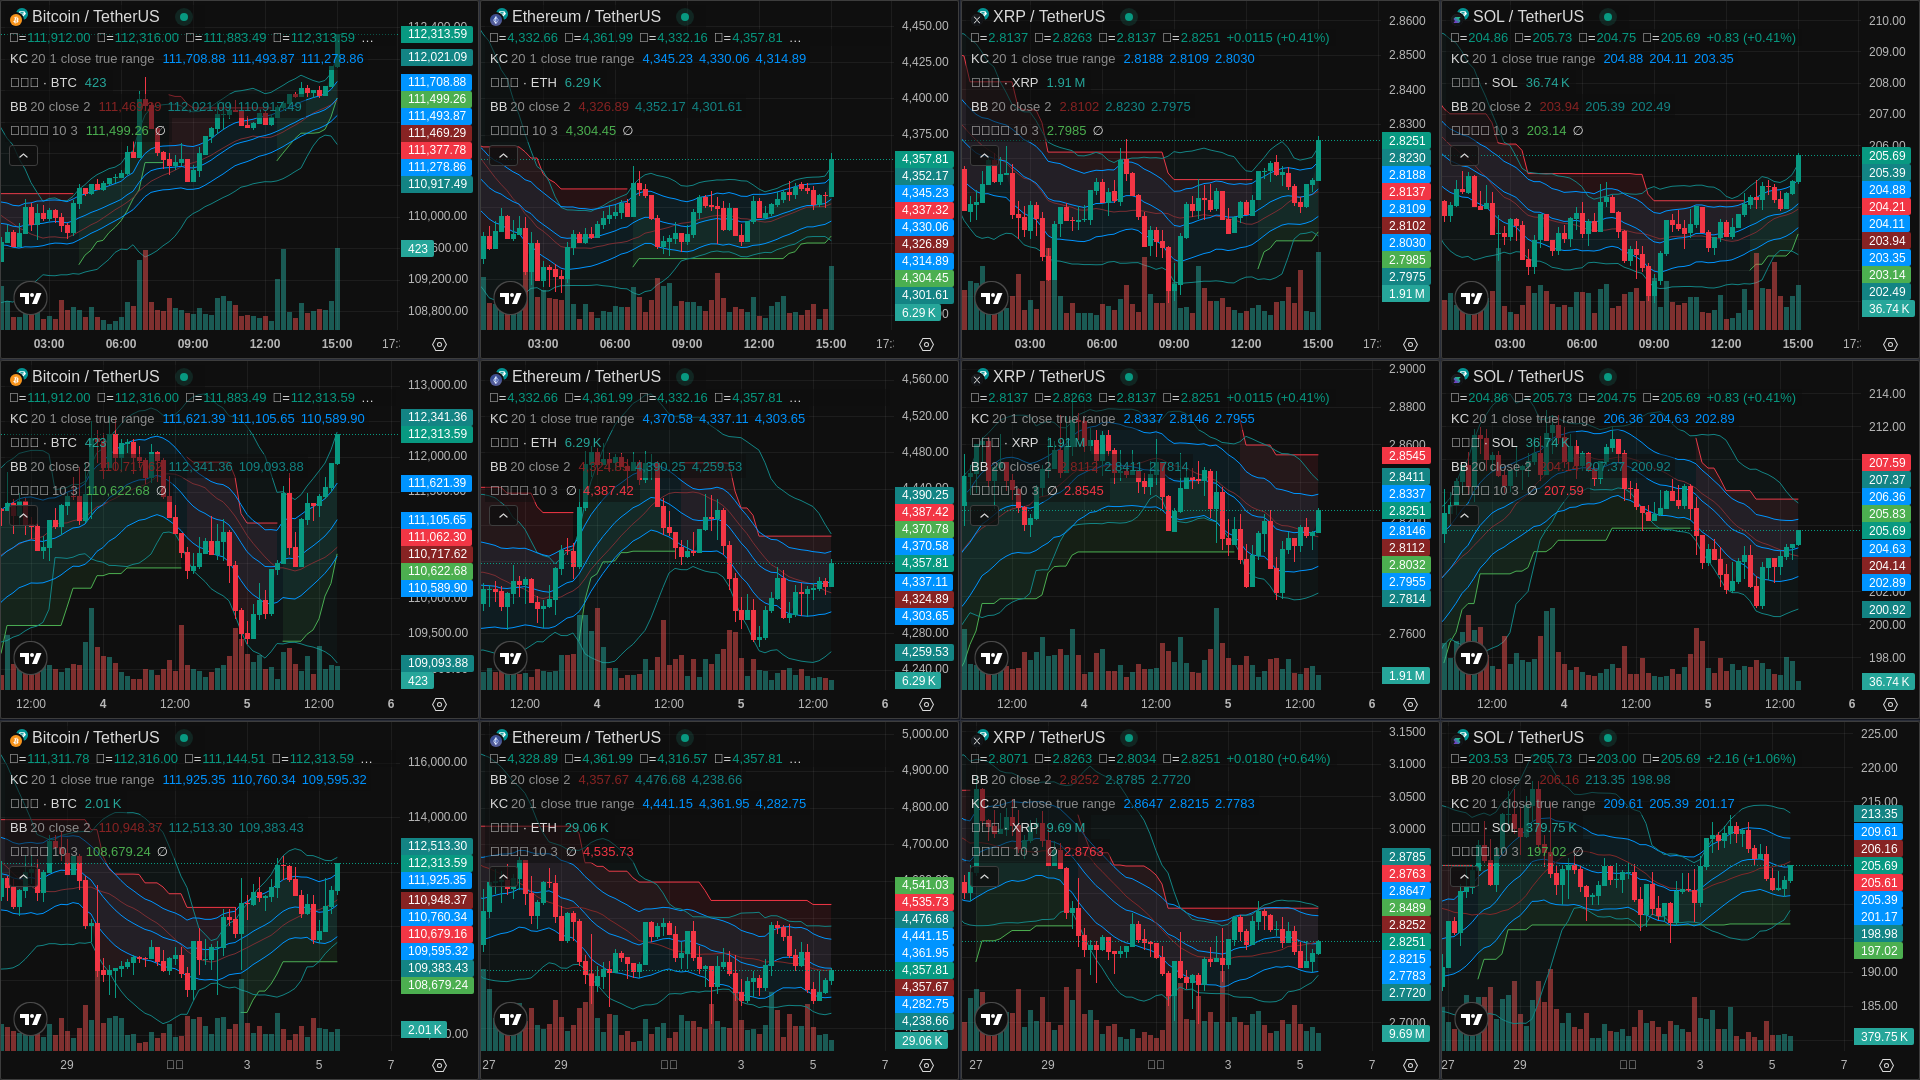 Bitcoin / TetherUS
=111,912.00 =112,316.00 =111,883.49 =112,313.59 ...
KC 20 1 close true range 111,708.88 111,493.87 111,278.86
· BTC 423
BB 20 close 2 111,469.29 112,021.09 110,917.49
10 3 111,499.26 ∅
112,313.59
112,021.09
111,708.88
111,499.26
111,493.87
111,469.29
111,377.78
111,278.86
110,917.49
110,000.00
423
109,200.00
108,800.00
03:00 06:00 09:00 12:00 15:00
Ethereum / TetherUS
=4,332.66 =4,361.99 =4,332.16 =4,357.81 ...
KC 20 1 close true range 4,345.23 4,330.06 4,314.89
· ETH 6.29 K
BB 20 close 2 4,326.89 4,352.17 4,301.61
10 3 4,304.45 ∅
4,450.00
4,425.00
4,400.00
4,375.00
4,357.81
4,352.17
4,345.23
4,337.32
4,330.06
4,326.89
4,314.89
4,304.45
4,301.61
6.29 K
03:00 06:00 09:00 12:00 15:00
XRP / TetherUS
=2.8137 =2.8263 =2.8137 =2.8251 +0.0115 (+0.41%)
KC 20 1 close true range 2.8188 2.8109 2.8030
· XRP 1.91 M
BB 20 close 2 2.8102 2.8230 2.7975
10 3 2.7985 ∅
2.8600
2.8500
2.8400
2.8300
2.8251
2.8230
2.8188
2.8137
2.8109
2.8102
2.8030
2.7985
2.7975
1.91 M
03:00 06:00 09:00 12:00 15:00
SOL / TetherUS
=204.86 =205.73 =204.75 =205.69 +0.83 (+0.41%)
KC 20 1 close true range 204.88 204.11 203.35
· SOL 36.74 K
BB 20 close 2 203.94 205.39 202.49
10 3 203.14 ∅
210.00
209.00
208.00
207.00
206.00
205.69
205.39
204.88
204.21
204.11
203.94
203.35
203.14
202.49
36.74 K
03:00 06:00 09:00 12:00 15:00
Bitcoin / TetherUS
=111,912.00 =112,316.00 =111,883.49 =112,313.59 ...
KC 20 1 close true range 111,621.39 111,105.65 110,589.90
· BTC 423
BB 20 close 2 110,717.62 112,341.36 109,093.88
10 3 110,622.68 ∅
113,000.00
112,341.36
112,313.59
112,000.00
111,621.39
111,105.65
111,062.30
110,717.62
110,622.68
110,589.90
110,000.00
109,500.00
109,093.88
423
12:00 4 12:00 5 12:00 6
Ethereum / TetherUS
=4,332.66 =4,361.99 =4,332.16 =4,357.81 ...
KC 20 1 close true range 4,370.58 4,337.11 4,303.65
· ETH 6.29 K
BB 20 close 2 4,324.89 4,390.25 4,259.53
10 3 ∅ 4,387.42
4,560.00
4,520.00
4,480.00
4,390.25
4,387.42
4,370.78
4,370.58
4,357.81
4,337.11
4,324.89
4,303.65
4,280.00
4,259.53
4,240.00
6.29 K
12:00 4 12:00 5 12:00 6
XRP / TetherUS
=2.8137 =2.8263 =2.8137 =2.8251 +0.0115 (+0.41%)
KC 20 1 close true range 2.8337 2.8146 2.7955
· XRP 1.91 M
BB 20 close 2 2.8112 2.8411 2.7814
10 3 ∅ 2.8545
2.9000
2.8800
2.8600
2.8545
2.8411
2.8337
2.8251
2.8146
2.8112
2.8032
2.7955
2.7814
2.7600
1.91 M
12:00 4 12:00 5 12:00 6
SOL / TetherUS
=204.86 =205.73 =204.75 =205.69 +0.83 (+0.41%)
KC 20 1 close true range 206.36 204.63 202.89
· SOL 36.74 K
BB 20 close 2 204.14 207.37 200.92
10 3 ∅ 207.59
214.00
212.00
207.59
207.37
206.36
205.83
205.69
204.63
204.14
202.89
202.00
200.92
200.00
198.00
36.74 K
12:00 4 12:00 5 12:00 6
Bitcoin / TetherUS
=111,311.78 =112,316.00 =111,144.51 =112,313.59 ...
KC 20 1 close true range 111,925.35 110,760.34 109,595.32
· BTC 2.01 K
BB 20 close 2 110,948.37 112,513.30 109,383.43
10 3 108,679.24 ∅
116,000.00
114,000.00
112,513.30
112,313.59
111,925.35
110,948.37
110,760.34
110,679.16
109,595.32
109,383.43
108,679.24
2.01 K
29 3 5 7
Ethereum / TetherUS
=4,328.89 =4,361.99 =4,316.57 =4,357.81 ...
BB 20 close 2 4,357.67 4,476.68 4,238.66
KC 20 1 close true range 4,441.15 4,361.95 4,282.75
· ETH 29.06 K
10 3 ∅ 4,535.73
5,000.00
4,900.00
4,800.00
4,700.00
4,541.03
4,535.73
4,476.68
4,441.15
4,361.95
4,357.81
4,357.67
4,282.75
4,238.66
29.06 K
27 29 3 5 7
XRP / TetherUS
=2.8071 =2.8263 =2.8034 =2.8251 +0.0180 (+0.64%)
BB 20 close 2 2.8252 2.8785 2.7720
KC 20 1 close true range 2.8647 2.8215 2.7783
· XRP 9.69 M
10 3 ∅ 2.8763
3.1500
3.1000
3.0500
3.0000
2.8785
2.8763
2.8647
2.8489
2.8252
2.8251
2.8215
2.7783
2.7720
2.7000
9.69 M
27 29 3 5 7
SOL / TetherUS
=203.53 =205.73 =203.00 =205.69 +2.16 (+1.06%)
BB 20 close 2 206.16 213.35 198.98
KC 20 1 close true range 209.61 205.39 201.17
· SOL 379.75 K
10 3 197.02 ∅
225.00
220.00
215.00
213.35
209.61
206.16
205.69
205.61
205.39
201.17
198.98
197.02
190.00
185.00
379.75 K
27 29 3 5 7